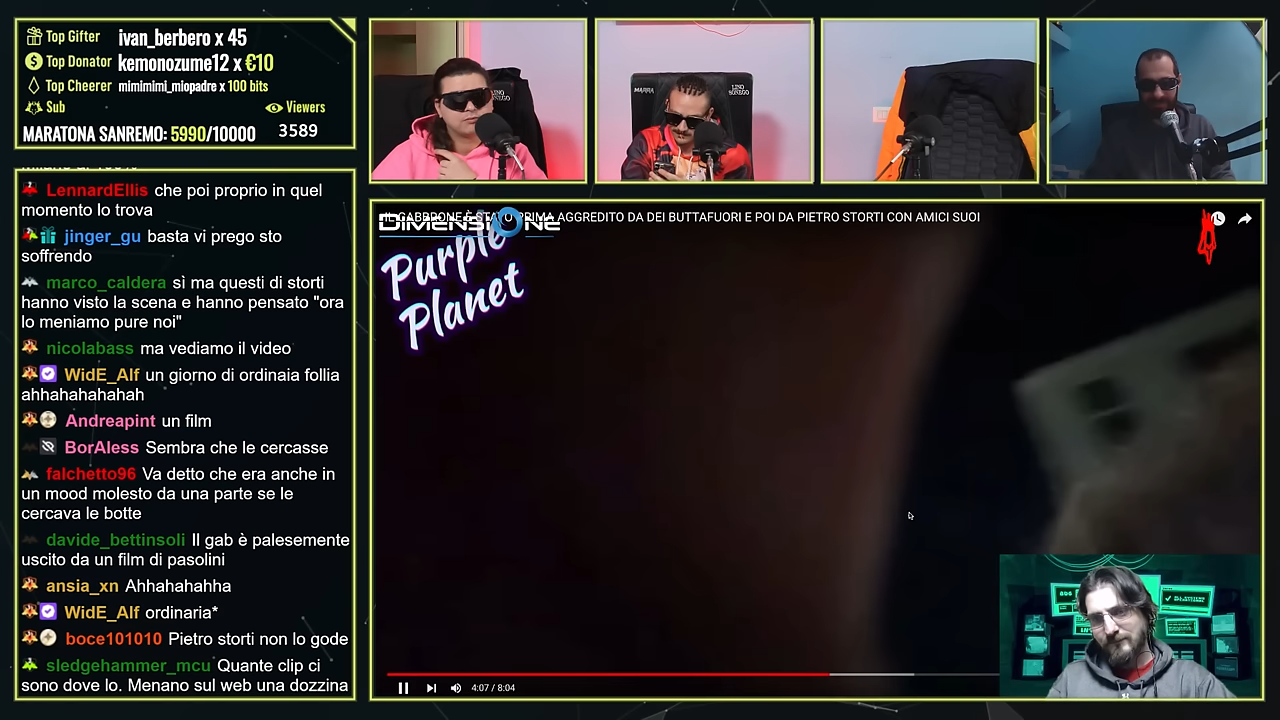 Top Gifter ivan_berbero x 45
Top Donator kemonozume12 x €10
Top Cheerer mimimimi_miopadre x 100 bits
Sub Viewers
MARATONA SANREMO: 5990/10000 3589
LennardEllis che poi proprio in quel
momento lo trova
jinger_gu basta vi prego sto
soffrendo
marco_caldera sì ma questi di storti
hanno visto la scena e hanno pensato "ora
lo meniamo pure noi"
nicolabass ma vediamo il video
WidE_Alf un giorno di ordinaia follia
ahhahahahahah
Andreapint un film
BorAless Sembra che le cercasse
falchetto96 Va detto che era anche in
un mood molesto da una parte se le
cercava le botte
davide_bettinsoli Il gab è palesemente
uscito da un film di pasolini
ansia_xn Ahhahahahha
WidE_Alf ordinaria*
boce101010 Pietro storti non lo gode
sledgehammer_mcu Quante clip ci
sono dove lo. Menano sul web una dozzina
MARRA
LINO
SONEGO
IL GABBRONE È STATO PRIMA AGGREDITO DA DEI BUTTAFUORI E POI DA PIETRO STORTI CON AMICI SUOI
DIMENSIONE
Purple
Planet
4:07 / 8:04